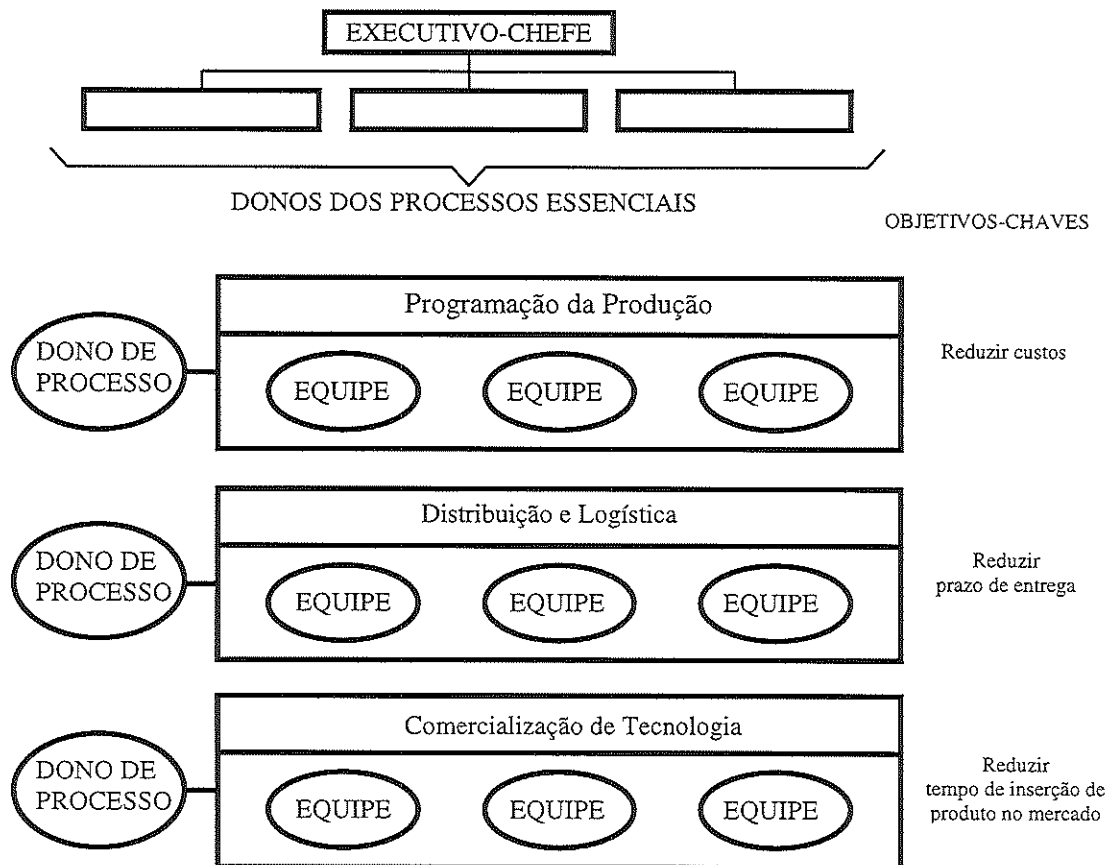 EXECUTIVO-CHEFE
DONOS DOS PROCESSOS ESSENCIAIS
OBJETIVOS-CHAVES
Programação da Produção
DONO DE
PROCESSO
EQUIPE EQUIPE EQUIPE
Reduzir custos
Distribuição e Logística
DONO DE
PROCESSO
EQUIPE EQUIPE EQUIPE
Reduzir
prazo de entrega
Comercialização de Tecnologia
DONO DE
PROCESSO
EQUIPE EQUIPE EQUIPE
Reduzir
tempo de inserção de
produto no mercado